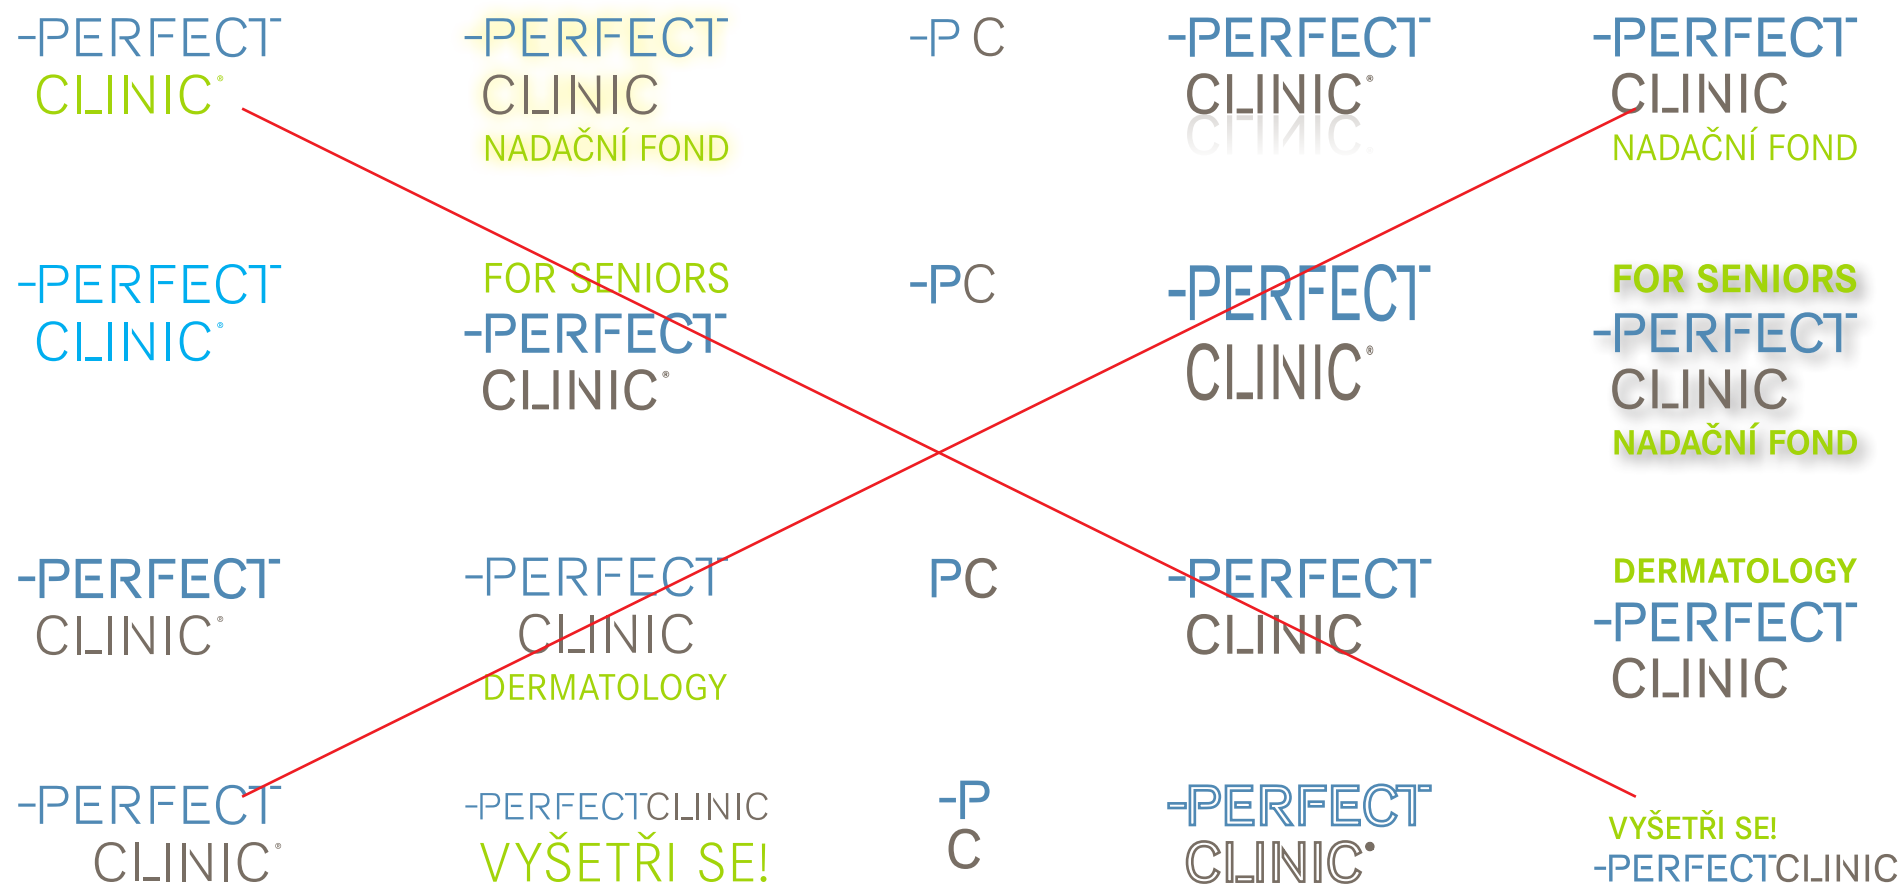 -PERFECT
CLINIC®
-PERFECT
CLINIC
NADAČNÍ FOND
-P C
-PERFECT
CLINIC®
-PERFECT
CLINIC
NADAČNÍ FOND
-PERFECT
CLINIC®
FOR SENIORS
-PERFECT
CLINIC®
-PC
-PERFECT
CLINIC®
FOR SENIORS
-PERFECT
CLINIC
NADAČNÍ FOND
-PERFECT
CLINIC®
-PERFECT
CLINIC
DERMATOLOGY
PC
-PERFECT
CLINIC
DERMATOLOGY
-PERFECT
CLINIC
-PERFECT
CLINIC®
-PERFECTCLINIC
VYŠETŘI SE!
-P
C
-PERFECT
CLINIC
VYŠETŘI SE!
-PERFECTCLINIC